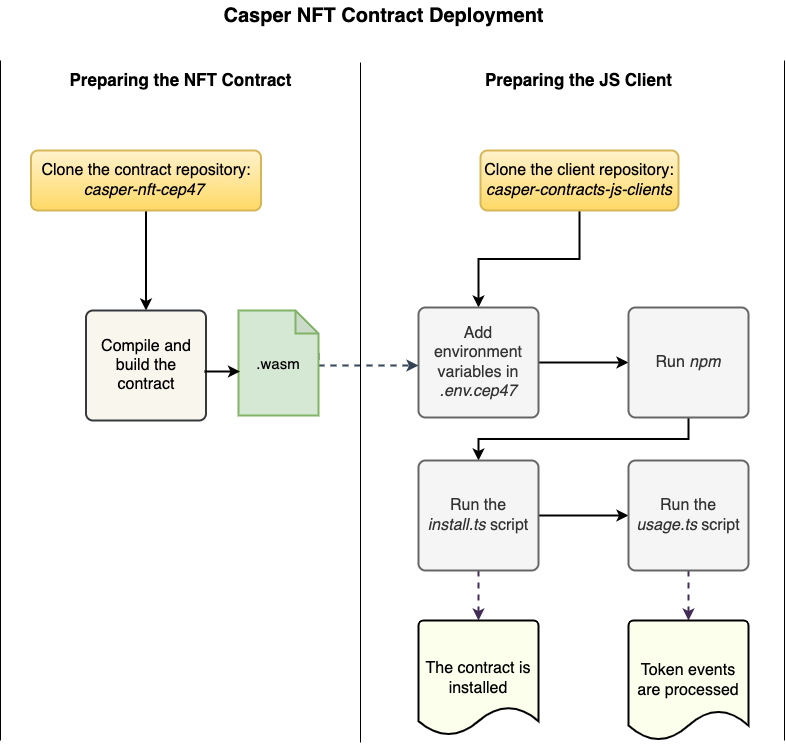 Casper NFT Contract Deployment
Preparing the NFT Contract
Preparing the JS Client
Clone the contract repository:
casper-nft-cep47
Clone the client repository:
casper-contracts-js-clients
Compile and
build the
contract
.wasm
Add
environment
variables in
.env.cep47
Run npm
Run the
install.ts script
Run the
usage.ts script
The contract is
installed
Token events
are processed